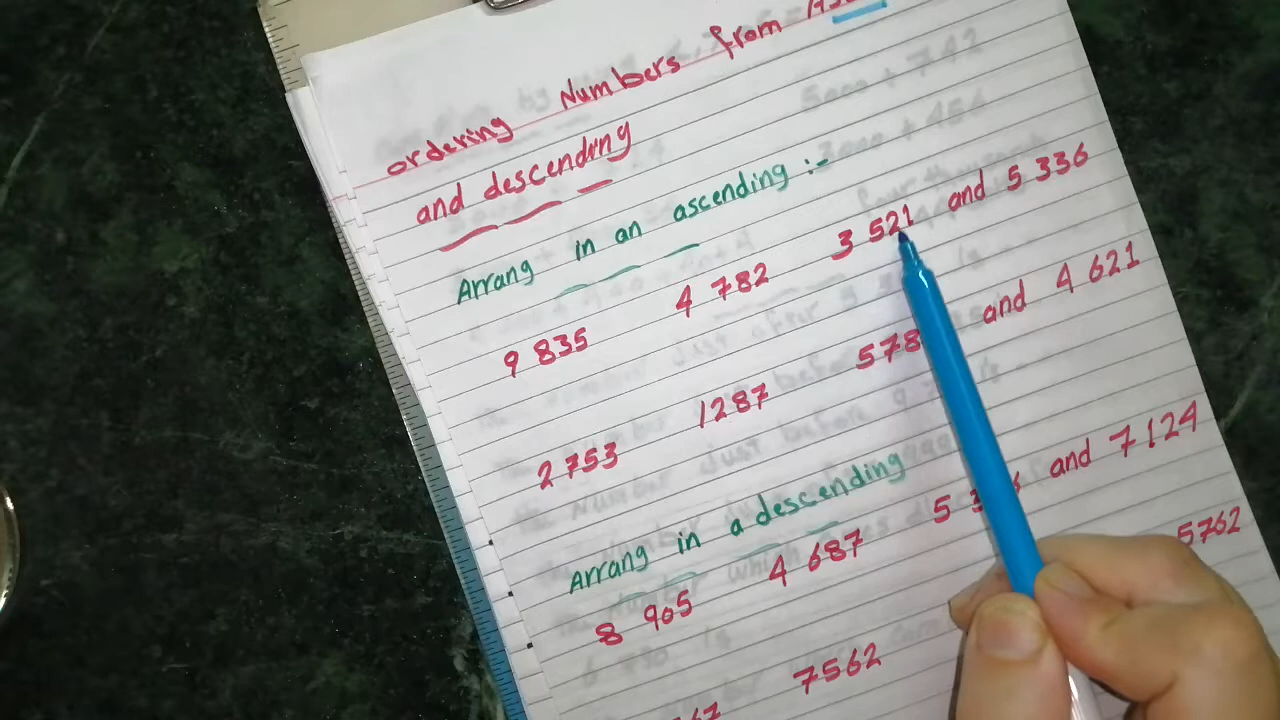 ordering Numbers from
and descending
Arrang in an ascending :-
9 835 4 782 3 521 and 5 336
2 753 1287 and 4 621
Arrang in a descending
8 905 4 687 and 7 124
7562 5762